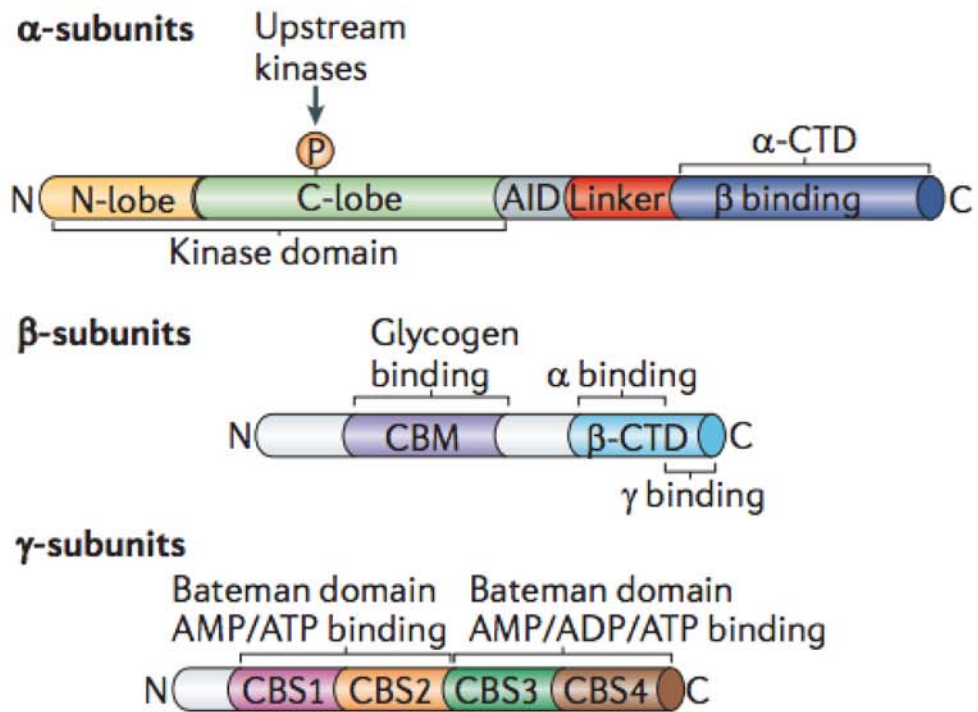 α-subunits
Upstream
kinases
P
α-CTD
N N-lobe C-lobe AID Linker β binding C
Kinase domain
β-subunits
Glycogen
binding
α binding
N CBM β-CTD C
γ binding
γ-subunits
Bateman domain
AMP/ATP binding
Bateman domain
AMP/ADP/ATP binding
N CBS1 CBS2 CBS3 CBS4 C